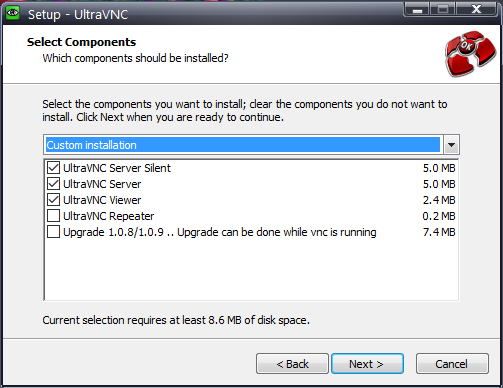 Setup - UltraVNC
Select Components
Which components should be installed?
OK
Select the components you want to install; clear the components you do not want to
install. Click Next when you are ready to continue.
Custom installation
UltraVNC Server Silent 5.0 MB
UltraVNC Server 5.0 MB
UltraVNC Viewer 2.4 MB
UltraVNC Repeater 0.2 MB
Upgrade 1.0.8/1.0.9 .. Upgrade can be done while vnc is running 7.4 MB
Current selection requires at least 8.6 MB of disk space.
< Back Next > Cancel